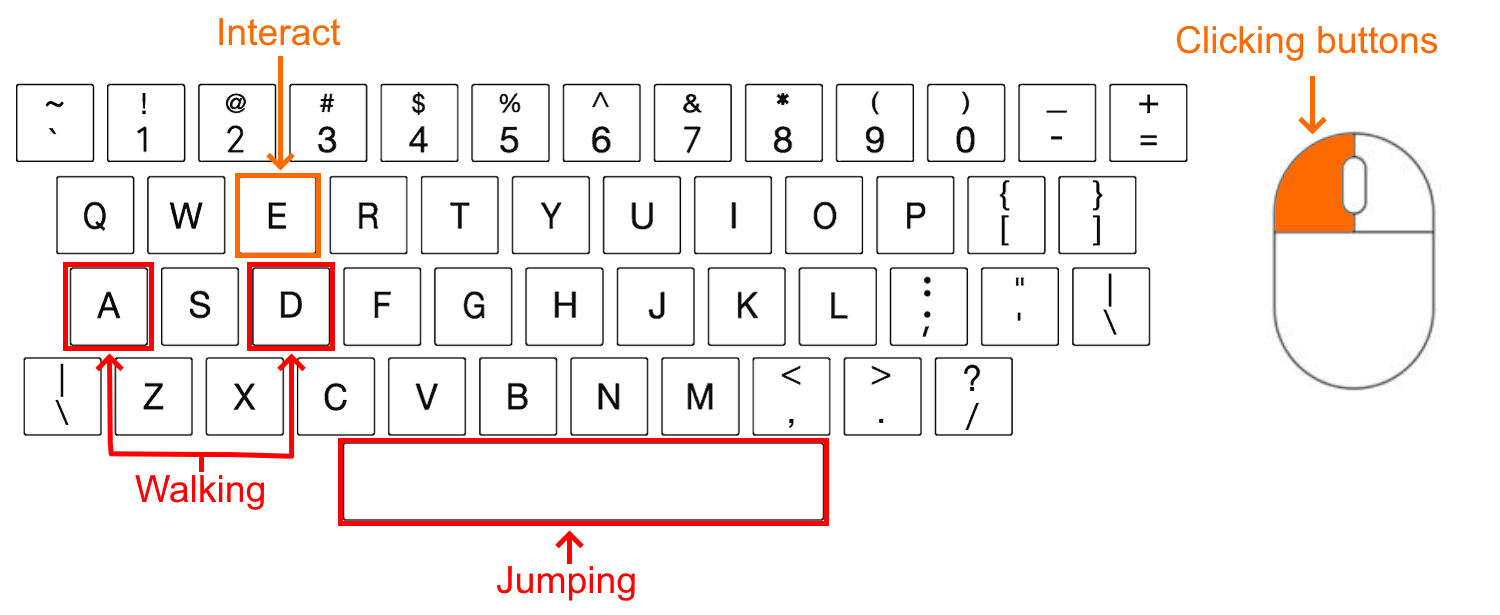 Interact
Clicking buttons
~ ! @ # $ % ^ & * ( ) _ +
` 1 2 3 4 5 6 7 8 9 0 - =
Q W E R T Y U I O P { }
[ ]
A S D F G H J K L : " |
; ' \
| Z X C V B N M < > ?
\ , . /
Walking
Jumping